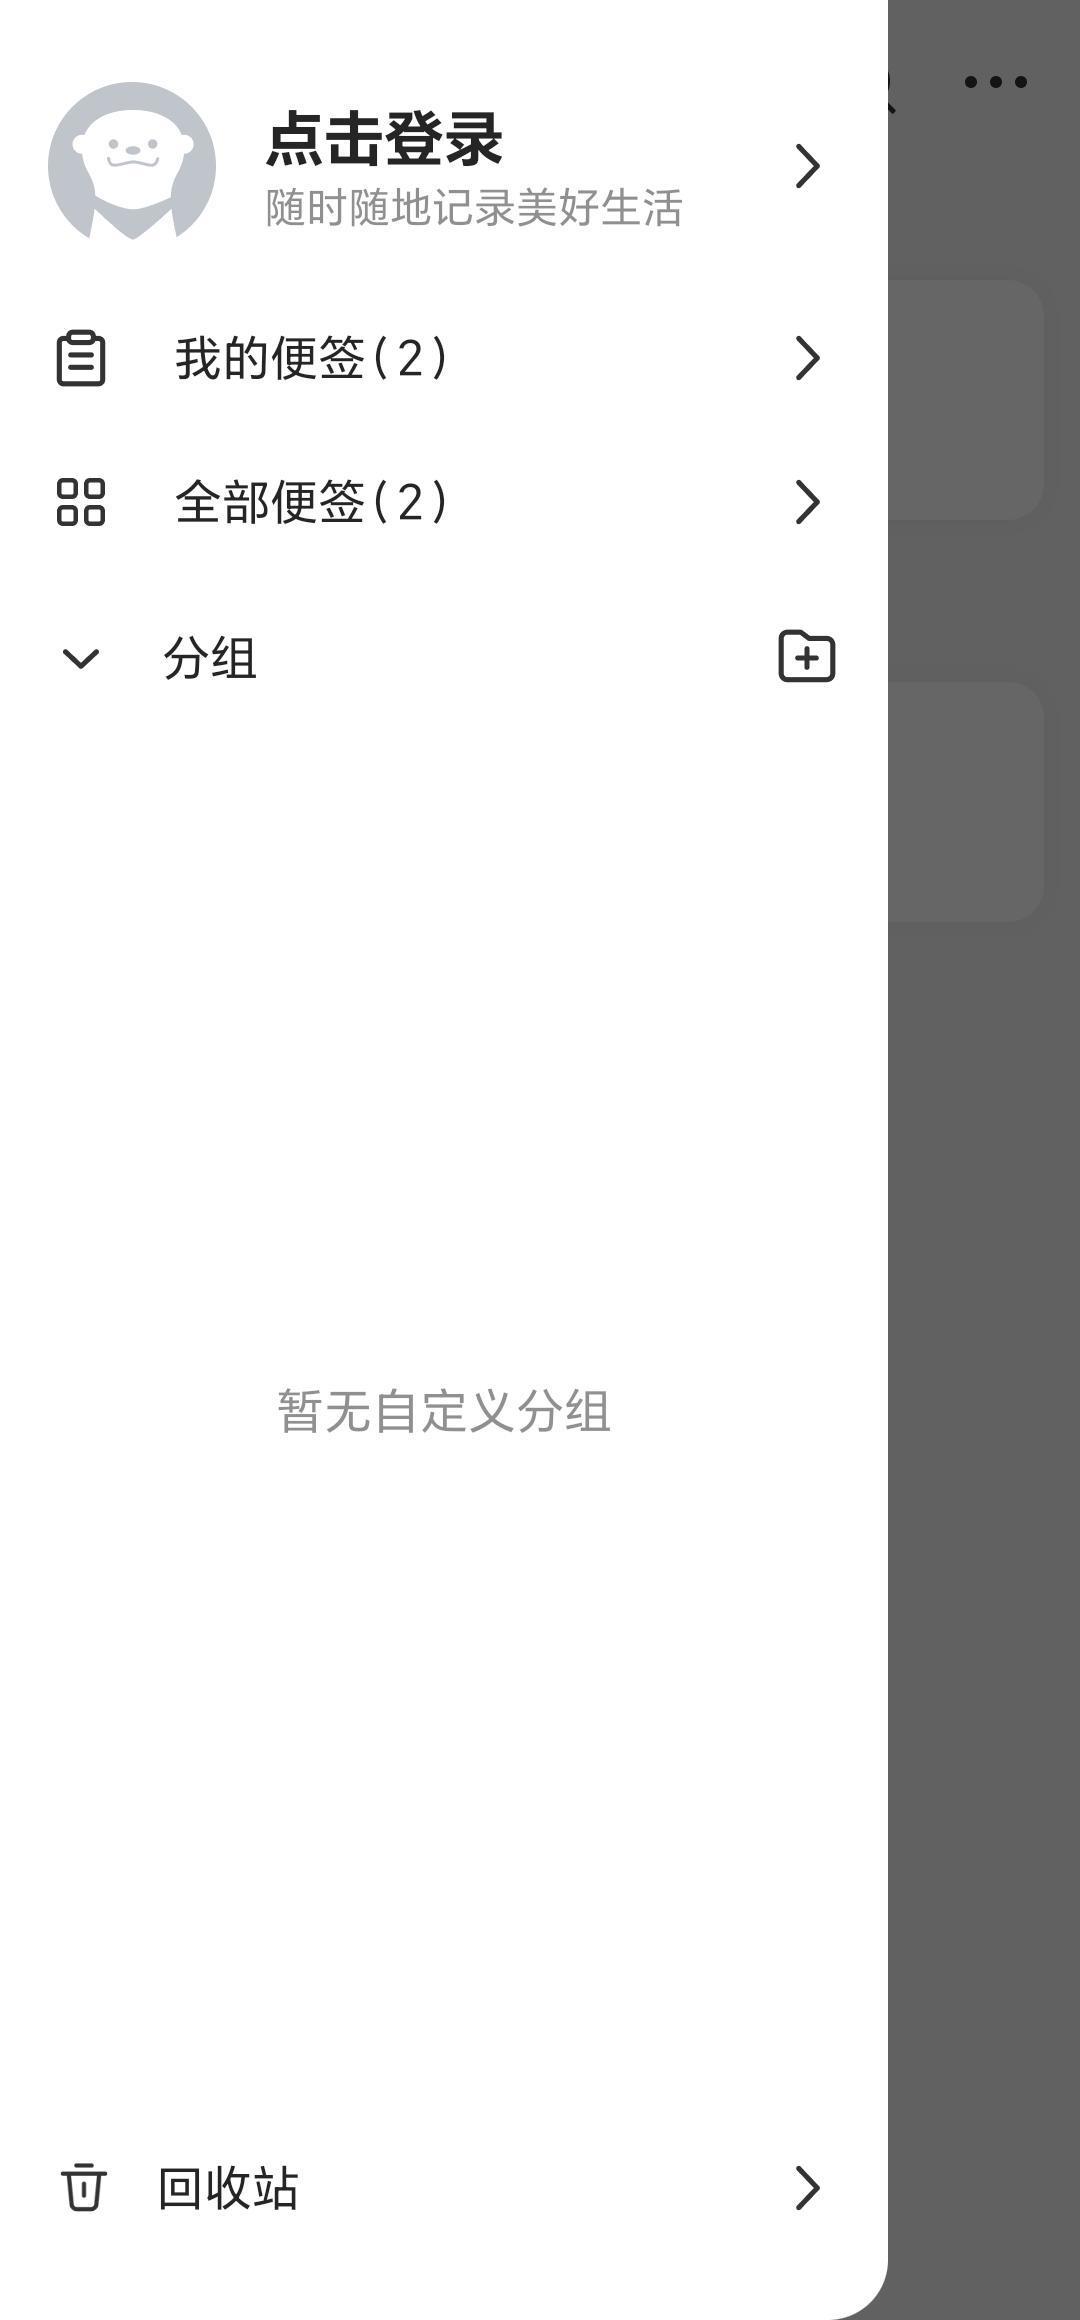 点击登录
随时随地记录美好生活
我的便签(2)
全部便签(2)
分组
暂无自定义分组
回收站